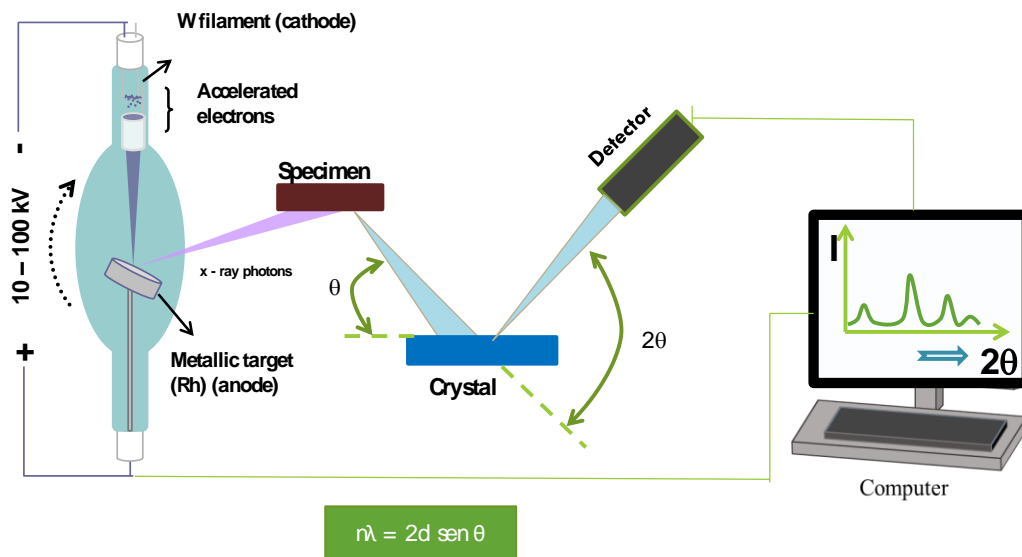 W filament (cathode)
Accelerated
electrons
-
10 – 100 kV
+
Specimen
Detector
x - ray photons
θ
2θ
Metallic target
(Rh) (anode)
Crystal
I
2θ
Computer
nλ = 2d sen θ